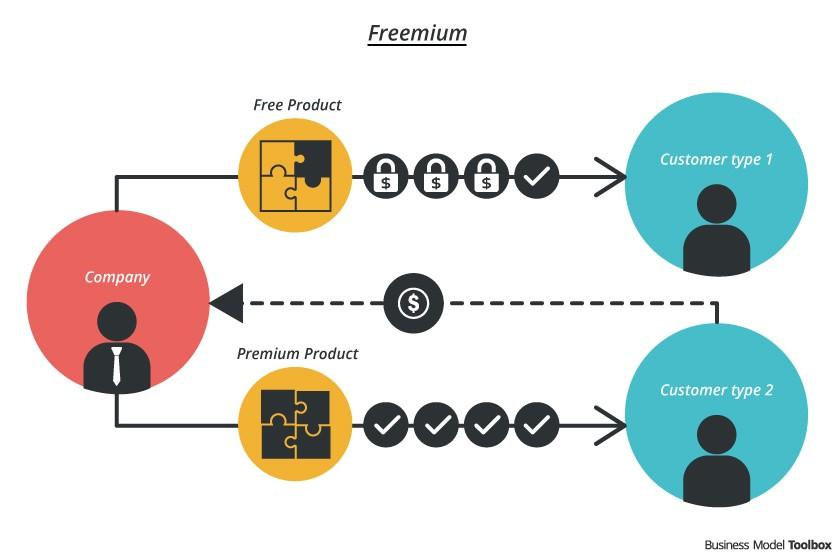 Freemium
Free Product
$
$
$
Customer type 1
Company
$
Premium Product
Customer type 2
Business Model Toolbox